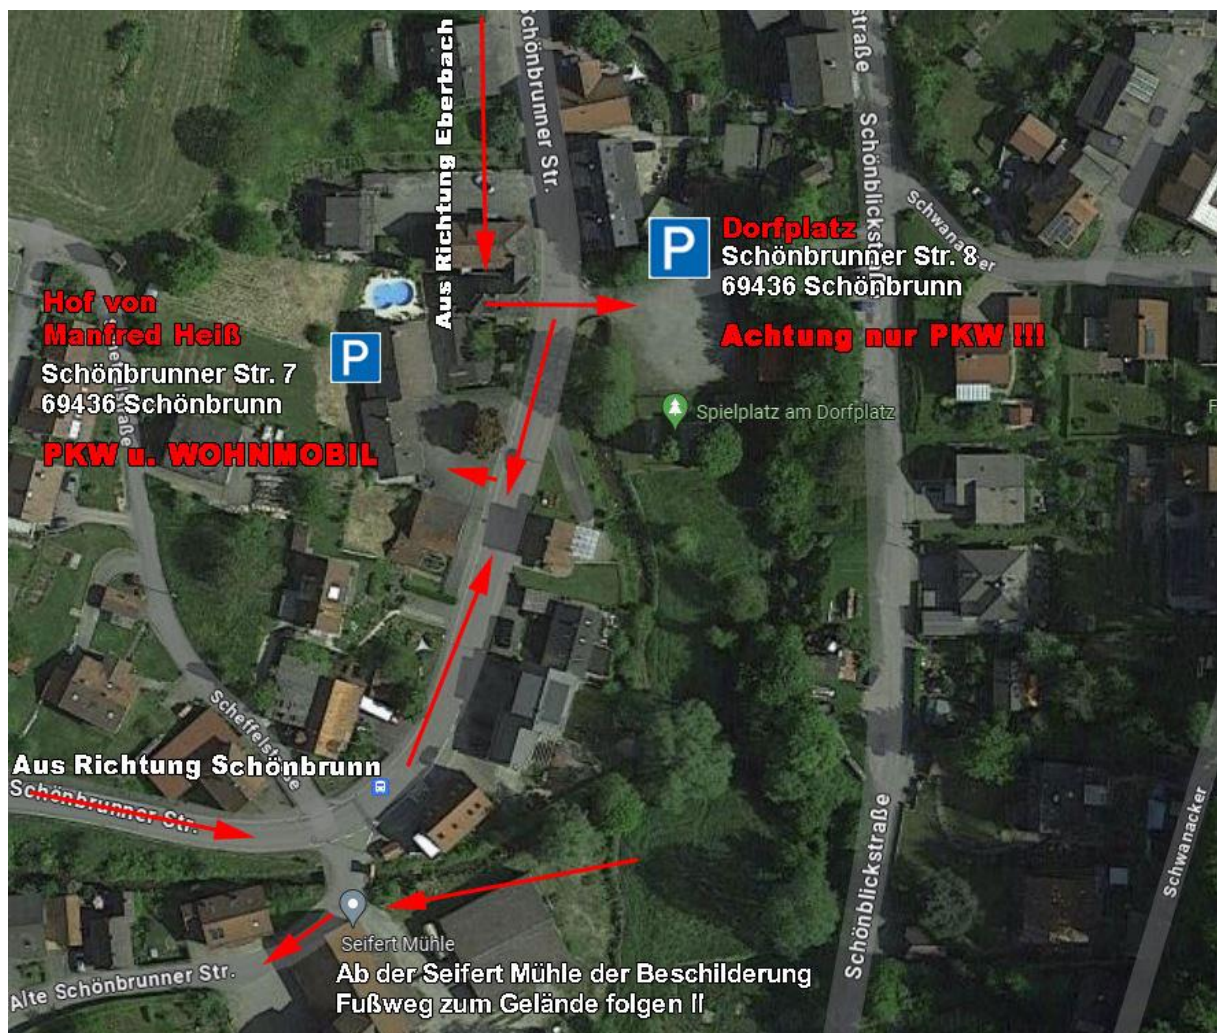 Schönbrunner Str.
Aus Richtung Eberbach
straße
Schönblickstraße
Schwanacker
P
Dorfplatz
Schönbrunner Str. 8
69436 Schönbrunn
Achtung nur PKW !!!
Hof von
Manfred Heiß
Schönbrunner Str. 7
69436 Schönbrunn
P
PKW u. WOHNMOBIL
Spielplatz am Dorfplatz
F
Scheffelstraße
Aus Richtung Schönbrunn
Schönbrunner Str.
Schönblickstraße
Schwanacker
Seifert Mühle
Alte Schönbrunner Str.
Ab der Seifert Mühle der Beschilderung
Fußweg zum Gelände folgen !!